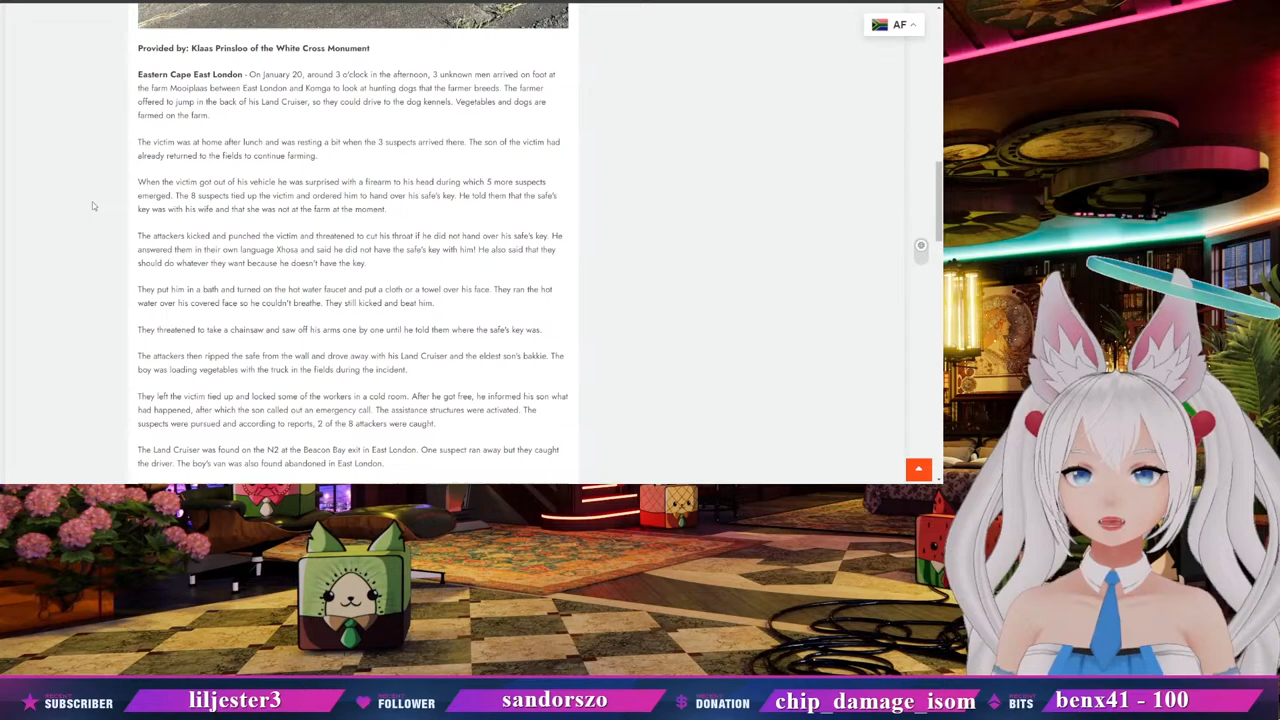 AF
Provided by: Klaas Prinsloo of the White Cross Monument
Eastern Cape East London - On January 20, around 3 o'clock in the afternoon, 3 unknown men arrived on foot at
the farm Mooiplaas between East London and Komga to look at hunting dogs that the farmer breeds. The farmer
offered to jump in the back of his Land Cruiser, so they could drive to the dog kennels. Vegetables and dogs are
farmed on the farm.
The victim was at home after lunch and was resting a bit when the 3 suspects arrived there. The son of the victim had
already returned to the fields to continue farming.
When the victim got out of his vehicle he was surprised with a firearm to his head during which 5 more suspects
emerged. The 8 suspects tied up the victim and ordered him to hand over his safe's key. He told them that the safe's
key was with his wife and that she was not at the farm at the moment.
The attackers kicked and punched the victim and threatened to cut his throat if he did not hand over his safe's key. He
answered them in their own language Xhosa and said he did not have the safe's key with him! He also said that they
should do whatever they want because he doesn't have the key.
They put him in a bath and turned on the hot water faucet and put a cloth or a towel over his face. They ran the hot
water over his covered face so he couldn't breathe. They still kicked and beat him.
They threatened to take a chainsaw and saw off his arms one by one until he told them where the safe's key was.
The attackers then ripped the safe from the wall and drove away with his Land Cruiser and the eldest son's bakkie. The
boy was loading vegetables with the truck in the fields during the incident.
They left the victim tied up and locked some of the workers in a cold room. After he got free, he informed his son what
had happened, after which the son called out an emergency call. The assistance structures were activated. The
suspects were pursued and according to reports, 2 of the 8 attackers were caught.
The Land Cruiser was found on the N2 at the Beacon Bay exit in East London. One suspect ran away but they caught
the driver. The boy's van was also found abandoned in East London.
RECENT SUBSCRIBER liljester3 RECENT FOLLOWER sandorszo RECENT DONATION chip_damage_isom RECENT BITS benx41 - 100